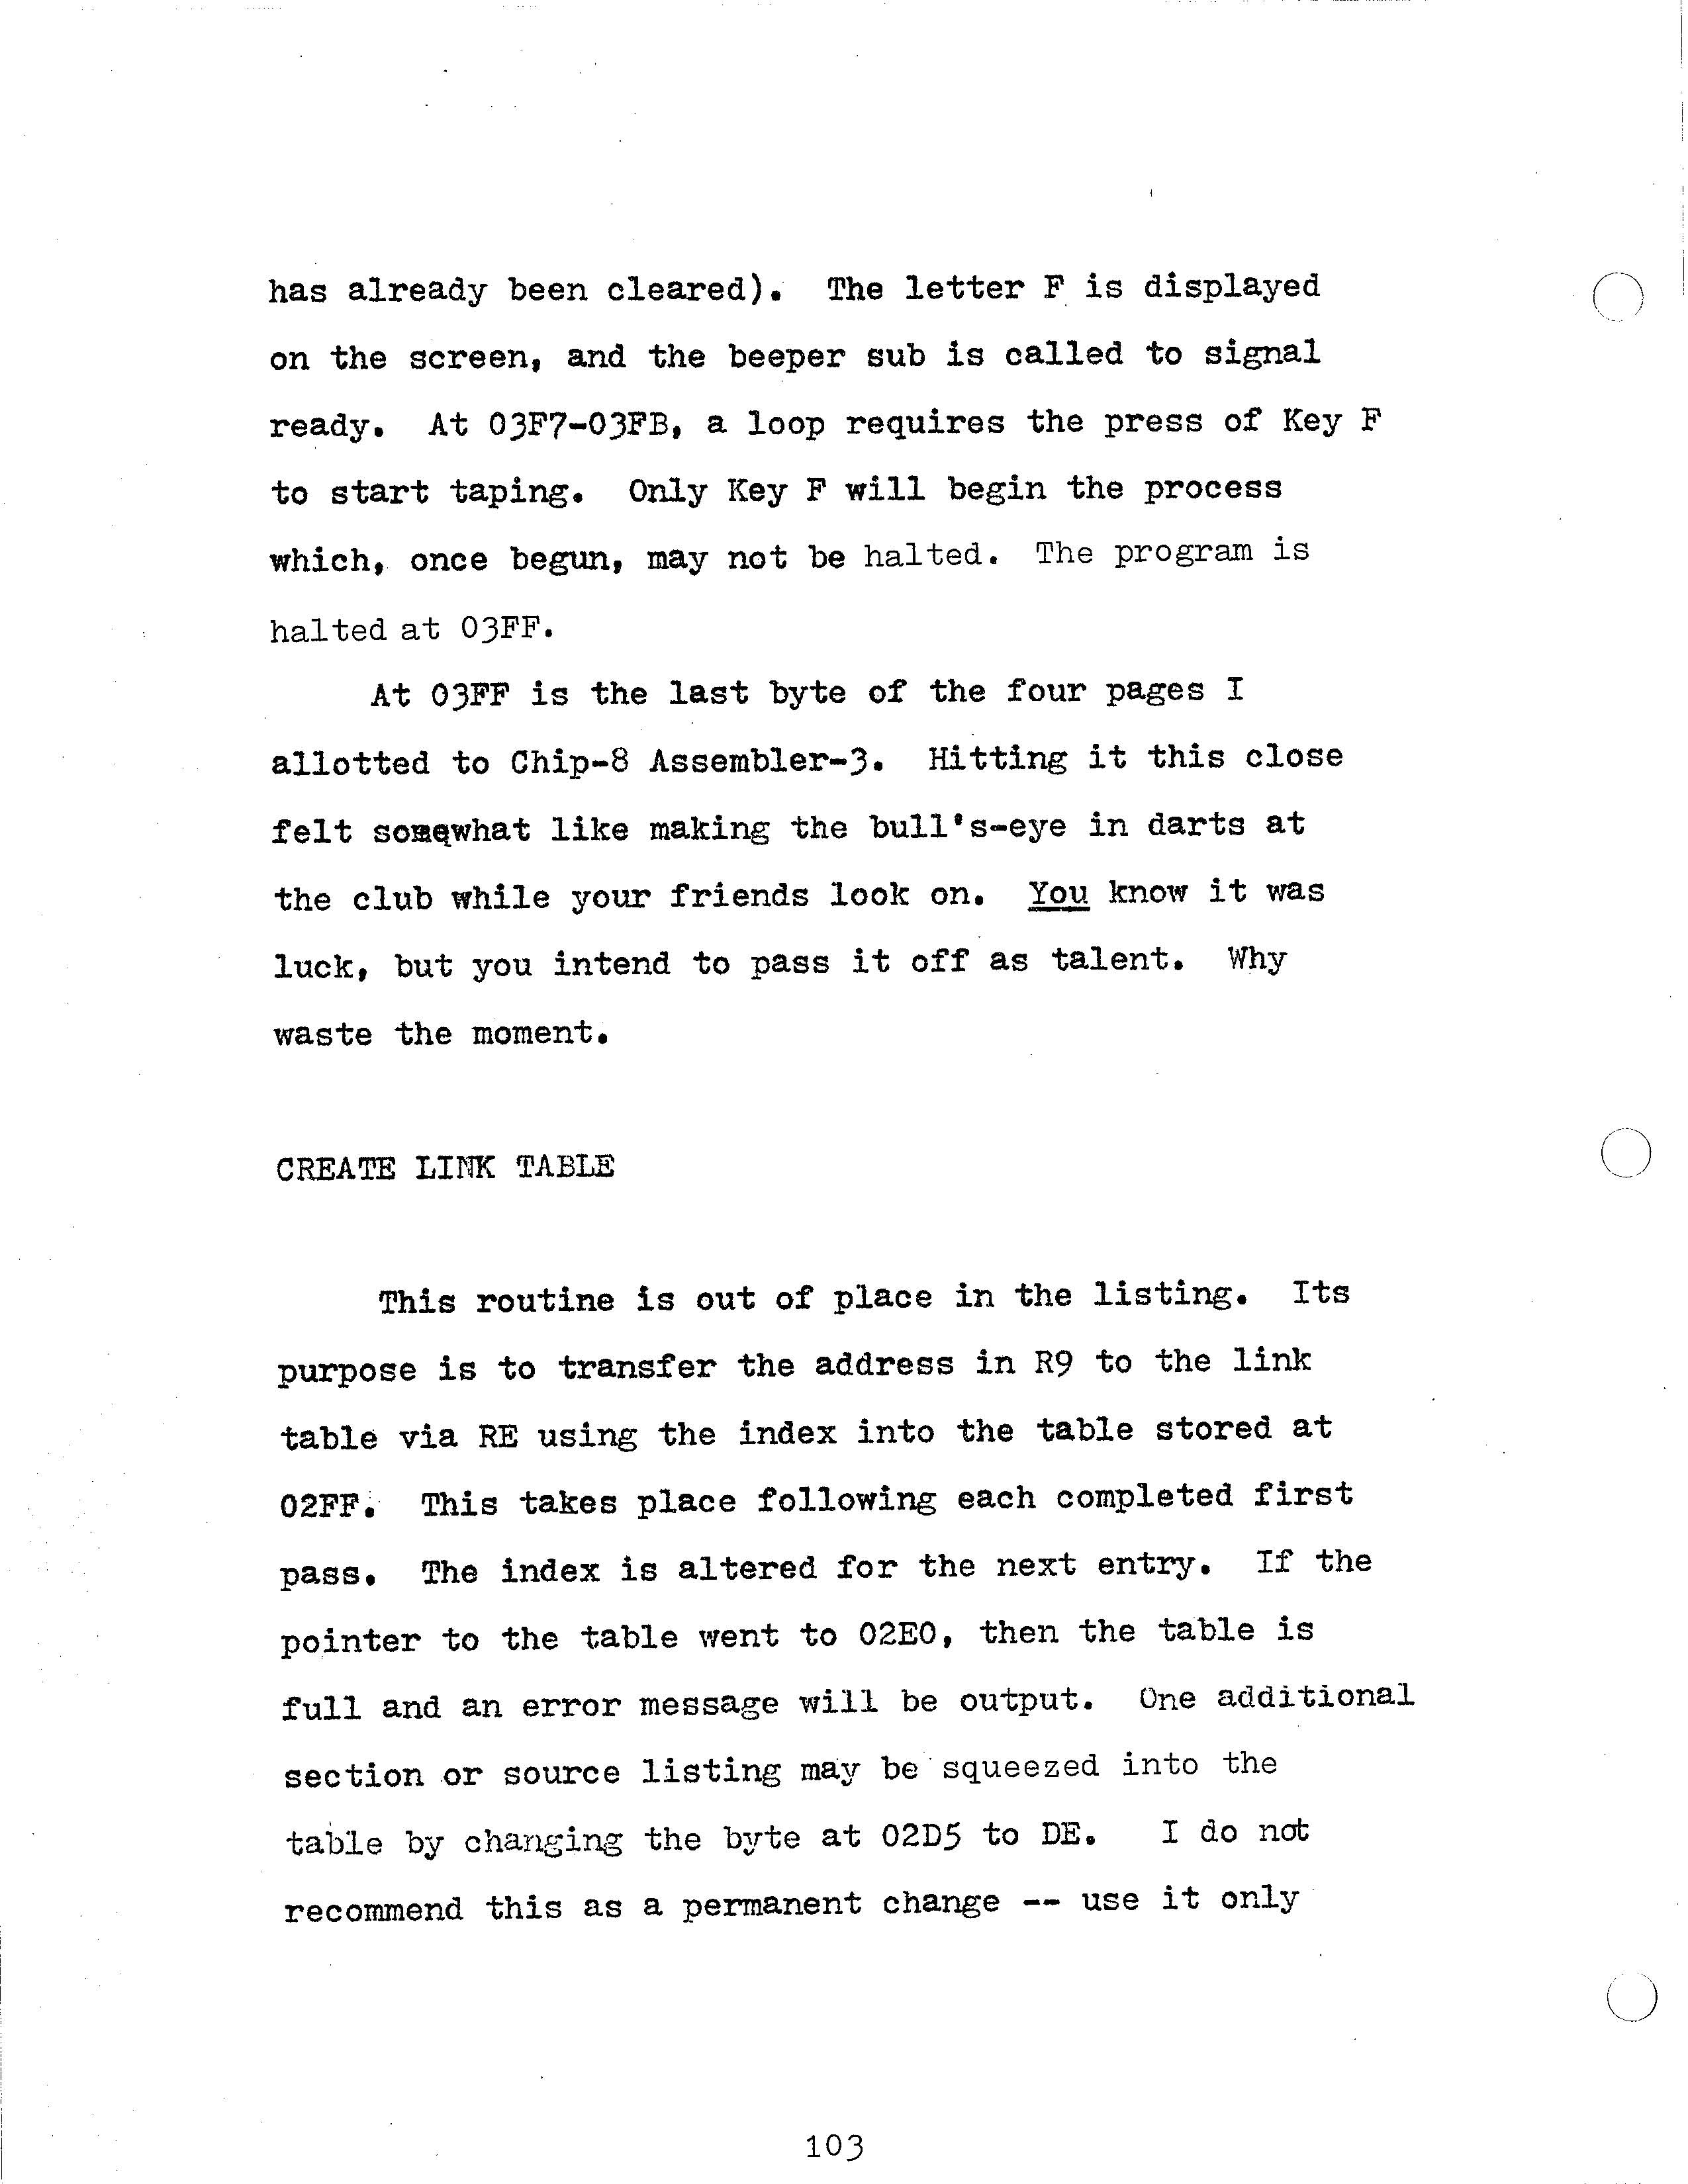 has already been cleared). The letter F is displayed
on the screen, and the beeper sub is called to signal
ready. At 03F7-03FB, a loop requires the press of Key F
to start taping. Only Key F will begin the process
which, once begun, may not be halted. The program is
halted at 03FF.
At 03FF is the last byte of the four pages I
allotted to Chip-8 Assembler-3. Hitting it this close
felt somewhat like making the bull's-eye in darts at
the club while your friends look on. You know it was
luck, but you intend to pass it off as talent. Why
waste the moment.
CREATE LINK TABLE
This routine is out of place in the listing. Its
purpose is to transfer the address in R9 to the link
table via RE using the index into the table stored at
02FF. This takes place following each completed first
pass. The index is altered for the next entry. If the
pointer to the table went to 02E0, then the table is
full and an error message will be output. One additional
section or source listing may be squeezed into the
table by changing the byte at 02D5 to DE. I do not
recommend this as a permanent change -- use it only
103